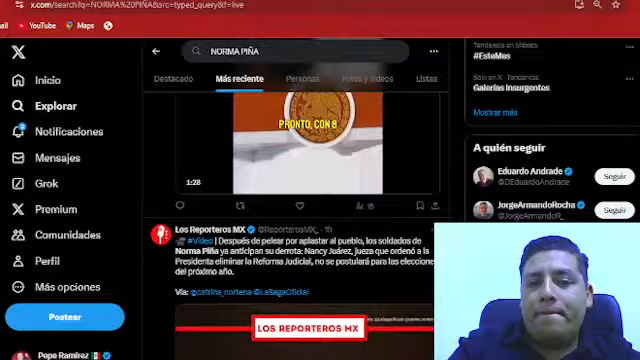 x.com/search?q=NORMA%20PIÑA&src=typed_query&f=live
YouTube
Maps
NORMA PIÑA
Inicio
Explorar
Notificaciones
Mensajes
Grok
Premium
Comunidades
Perfil
Más opciones
Postear
Pepe Ramírez
Destacado
Más reciente
Personas
Fotos y videos
Listas
PRONTO, CON 8
1:28
15
Los Reporteros MX @ReporterosMX_ · 1h
#Video | Después de pelear por aplastar al pueblo, los soldados de
Norma Piña ya anticipan su derrota: Nancy Juárez, jueza que ordenó a la
Presidenta eliminar la Reforma Judicial, no se postulará para las eleccione
del próximo año.
Vía: @catrina_nortena @LaSagaOficial
LOS REPORTEROS MX
Tendencia en México
#EsteMes
Solo en X · Tendencia
Galerías Insurgentes
Mostrar más
A quién seguir
Eduardo Andrade
@DEduardoAndrade
Seguir
JorgeArmandoRocha
@JorgeArmandoR_
Seguir